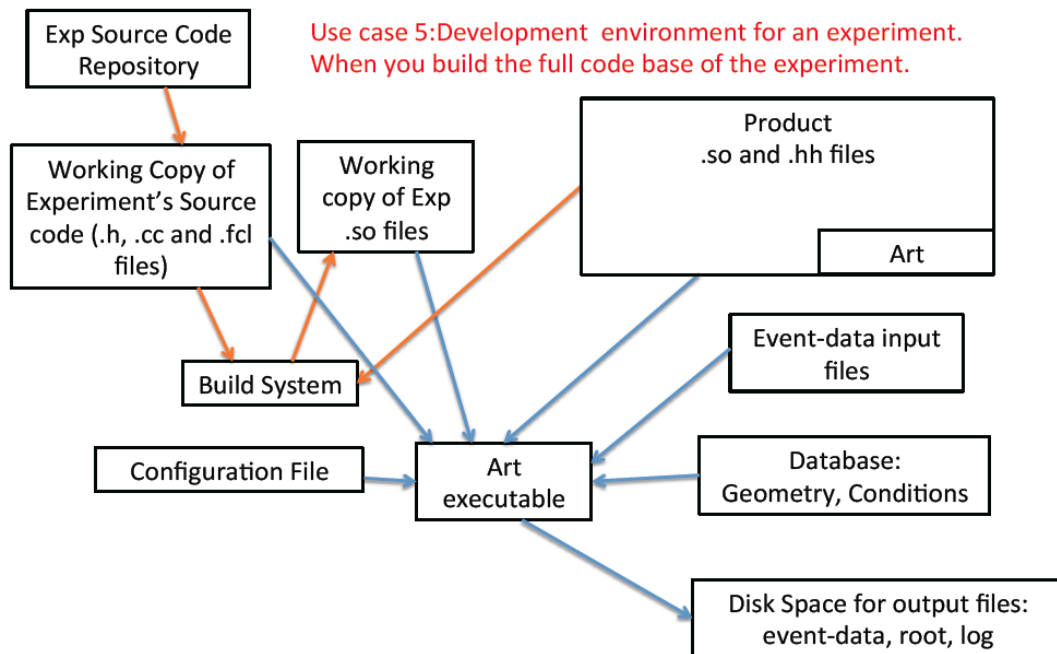 Exp Source Code
Repository
Use case 5:Development  environment for an experiment.
When you build the full code base of the experiment.
Working Copy of
Experiment’s Source
code (.h, .cc and .fcl
files)
Working
copy of Exp
.so files
Product
.so and .hh files
Art
Build System
Event-data input
files
Configuration File
Art
executable
Database:
Geometry, Conditions
Disk Space for output files:
event-data, root, log